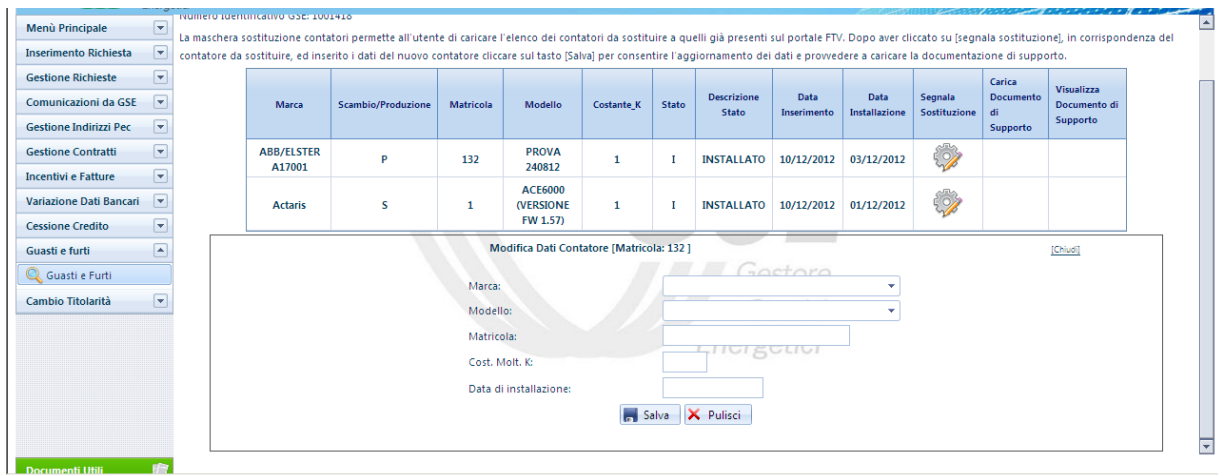 Energetici
Numero Identificativo GSE: 1001418
Menù Principale
Inserimento Richiesta
Gestione Richieste
Comunicazioni da GSE
Gestione Indirizzi Pec
Gestione Contratti
Incentivi e Fatture
Variazione Dati Bancari
Cessione Credito
Guasti e furti
Guasti e Furti
Cambio Titolarità
Documenti Utili
La maschera sostituzione contatori permette all'utente di caricare l'elenco dei contatori da sostituire a quelli già presenti sul portale FTV. Dopo aver cliccato su [segnala sostituzione], in corrispondenza del
contatore da sostituire, ed inserito i dati del nuovo contatore cliccare sul tasto [Salva] per consentire l'aggiornamento dei dati e provvedere a caricare la documentazione di supporto.
Marca Scambio/Produzione Matricola Modello Costante_K Stato Descrizione Stato Data Inserimento Data Installazione Segnala Sostituzione Carica Documento di Supporto Visualizza Documento di Supporto
ABB/ELSTER A17001 P 132 PROVA 240812 1 I INSTALLATO 10/12/2012 03/12/2012
Actaris S 1 ACE6000 (VERSIONE FW 1.57) 1 I INSTALLATO 10/12/2012 01/12/2012
Modifica Dati Contatore [Matricola: 132 ] [Chiudi]
Gestore
Marca:
Modello:
Matricola:
Energetici
Cost. Molt. K:
Data di installazione:
Salva Pulisci